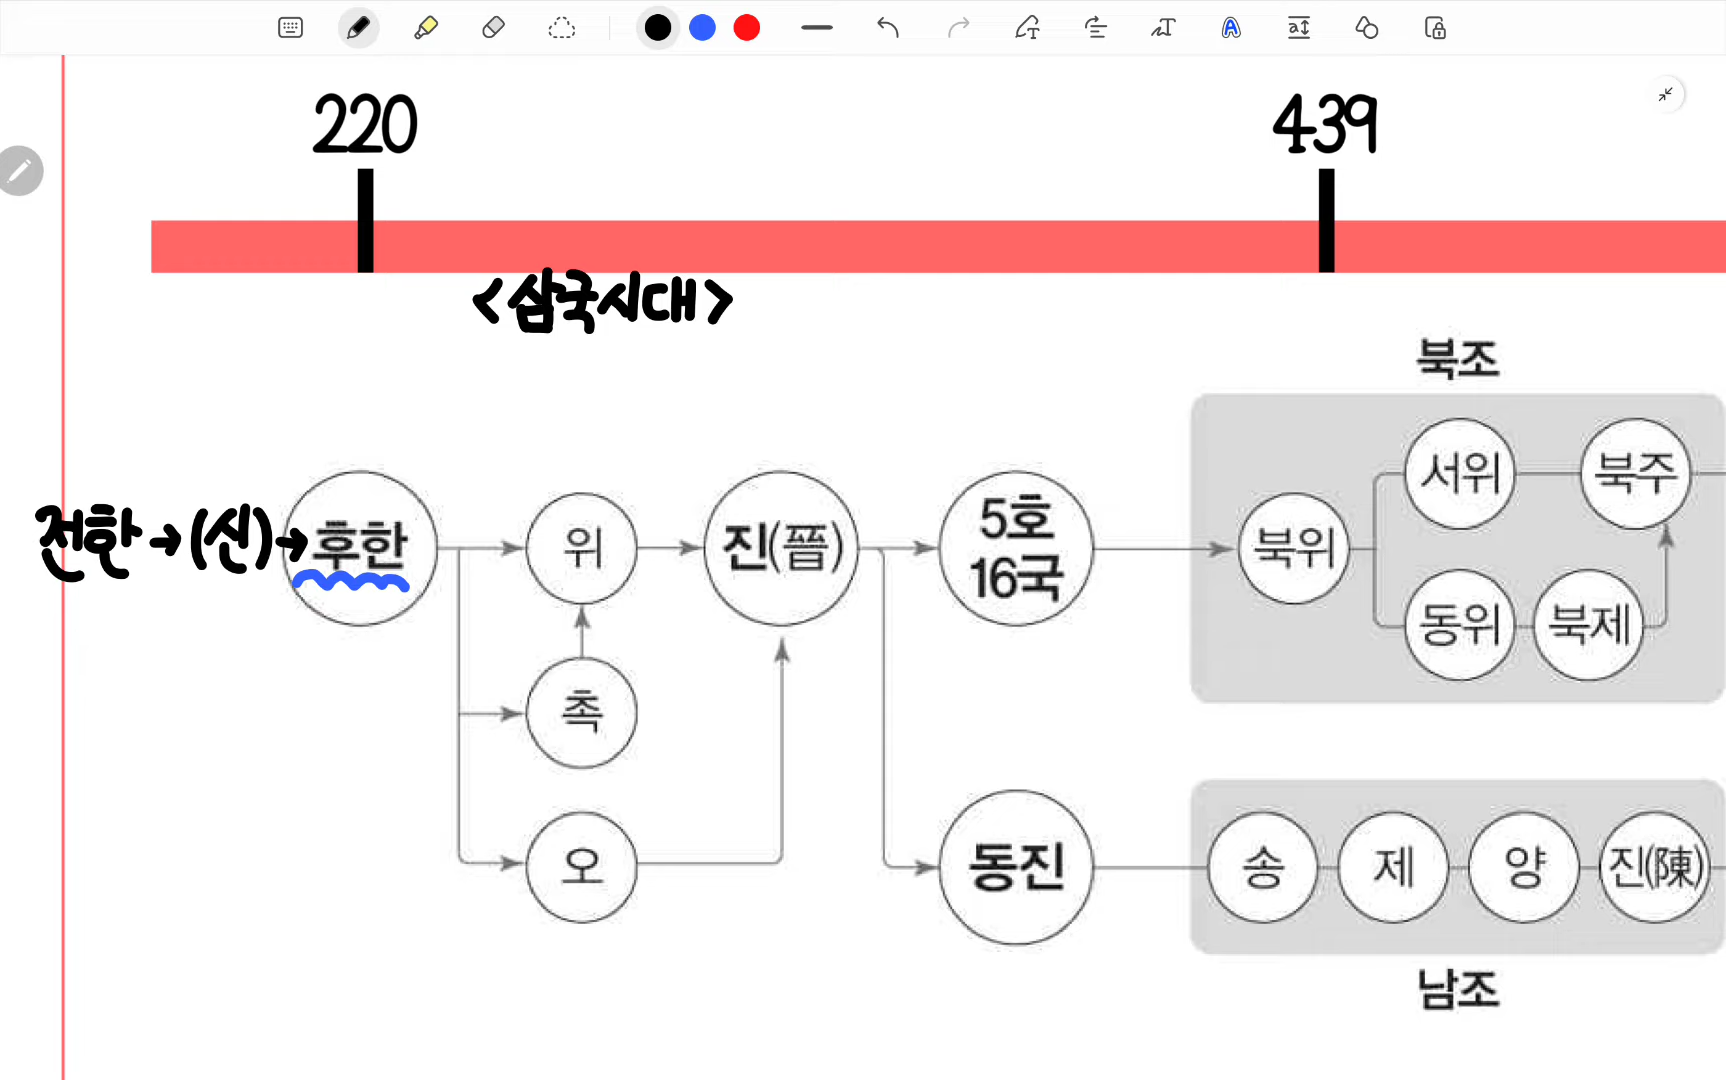 220
439
<삼국시대>
북조
서위
북주
전한→(신)→후한
위
진(晉)
5호
16국
북위
동위
북제
촉
오
동진
송
제
양
진(陳)
남조